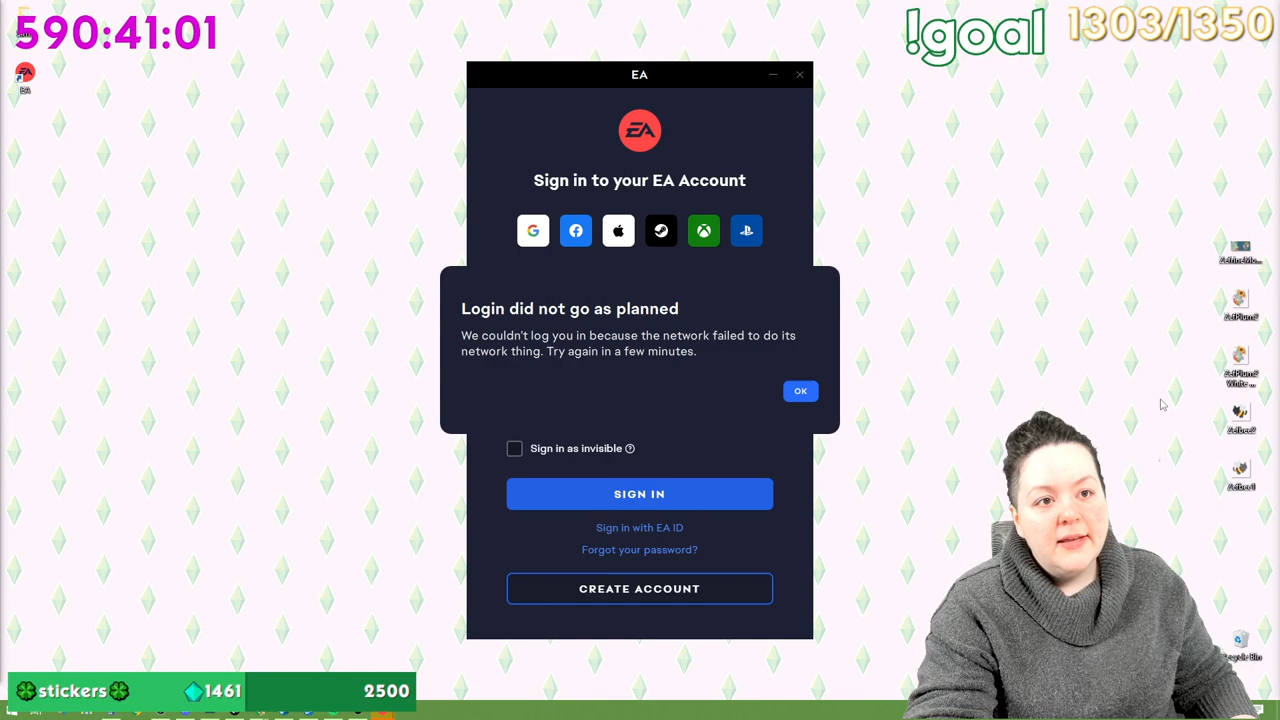 590:41:01
!goal
1303/1350
EA
EA
EA
Sign in to your EA Account
Login did not go as planned
We couldn't log you in because the network failed to do its
network thing. Try again in a few minutes.
OK
Sign in as invisible
SIGN IN
Sign in with EA ID
Forgot your password?
CREATE ACCOUNT
Recycle Bin
🍀stickers🍀 1461 2500